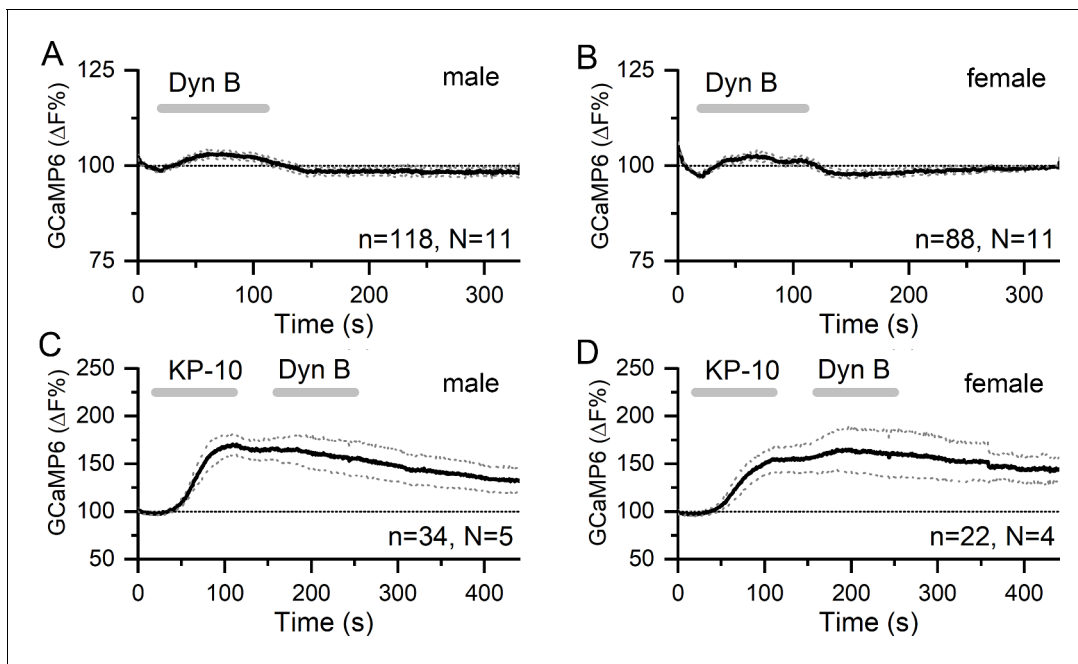 A
B
GCaMP6 (ΔF%)
125
100
75
Dyn B
male
n=118, N=11
0 100 200 300
Time (s)
GCaMP6 (ΔF%)
125
100
75
Dyn B
female
n=88, N=11
0 100 200 300
Time (s)
C
D
GCaMP6 (ΔF%)
250
200
150
100
50
KP-10 Dyn B
male
n=34, N=5
0 100 200 300 400
Time (s)
GCaMP6 (ΔF%)
250
200
150
100
50
KP-10 Dyn B
female
n=22, N=4
0 100 200 300 400
Time (s)